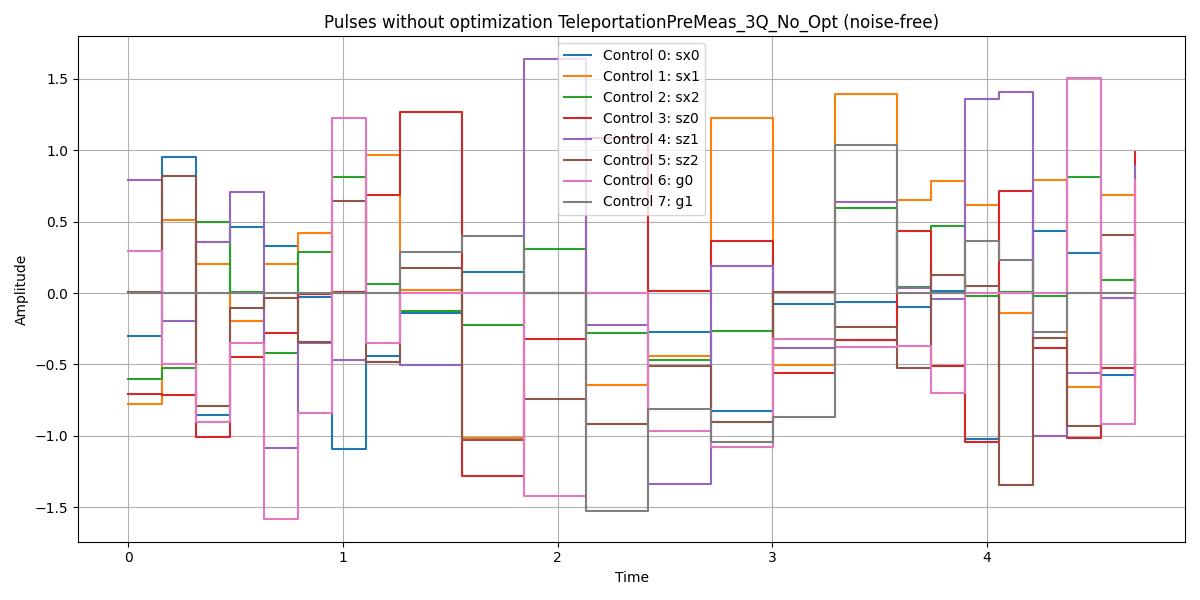 Pulses without optimization TeleportationPreMeas_3Q_No_Opt (noise-free)
Control 0: sx0
Control 1: sx1
Control 2: sx2
Control 3: sz0
Control 4: sz1
Control 5: sz2
Control 6: g0
Control 7: g1
Amplitude
1.5
1.0
0.5
0.0
−0.5
−1.0
−1.5
0 1 2 3 4
Time